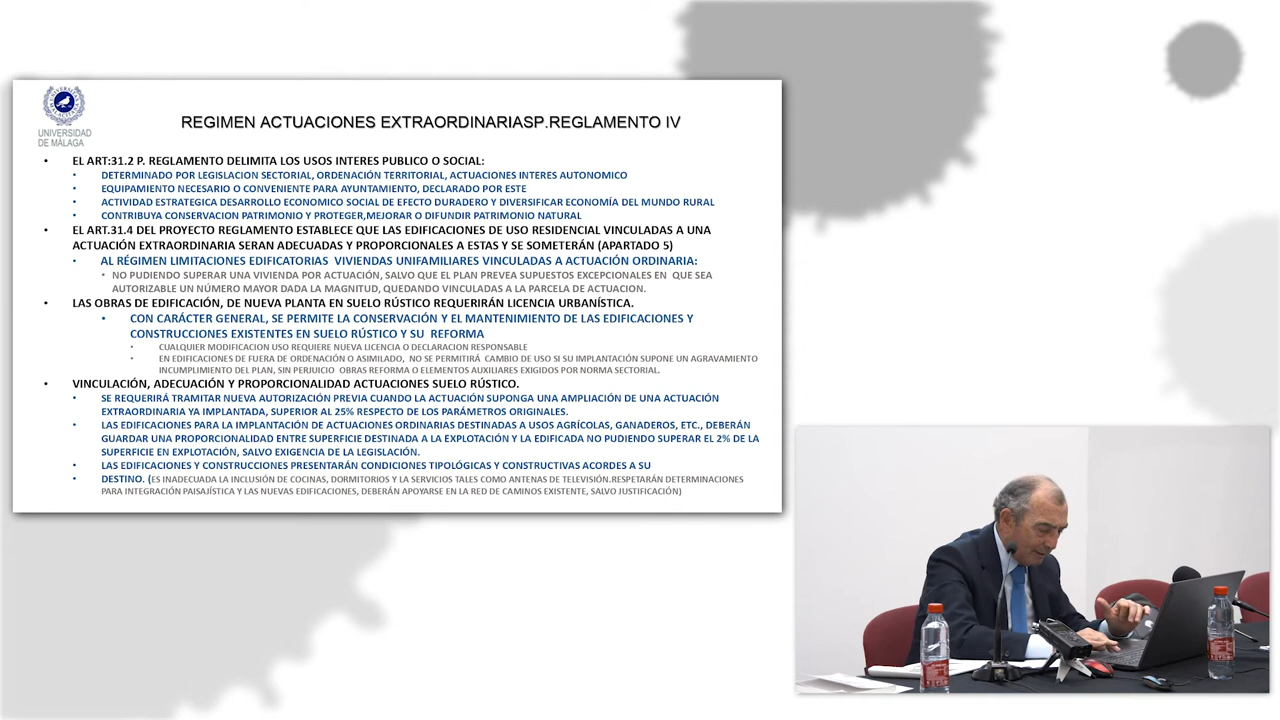 UNIVERSIDAD
DE MÁLAGA
REGIMEN ACTUACIONES EXTRAORDINARIASP.REGLAMENTO IV
• EL ART:31.2 P. REGLAMENTO DELIMITA LOS USOS INTERES PUBLICO O SOCIAL:
• DETERMINADO POR LEGISLACION SECTORIAL, ORDENACIÓN TERRITORIAL, ACTUACIONES INTERES AUTONOMICO
• EQUIPAMIENTO NECESARIO O CONVENIENTE PARA AYUNTAMIENTO, DECLARADO POR ESTE
• ACTIVIDAD ESTRATEGICA DESARROLLO ECONOMICO SOCIAL DE EFECTO DURADERO Y DIVERSIFICAR ECONOMÍA DEL MUNDO RURAL
• CONTRIBUYA CONSERVACION PATRIMONIO Y PROTEGER,MEJORAR O DIFUNDIR PATRIMONIO NATURAL
• EL ART.31.4 DEL PROYECTO REGLAMENTO ESTABLECE QUE LAS EDIFICACIONES DE USO RESIDENCIAL VINCULADAS A UNA
ACTUACIÓN EXTRAORDINARIA SERAN ADECUADAS Y PROPORCIONALES A ESTAS Y SE SOMETERÁN (APARTADO 5)
• AL RÉGIMEN LIMITACIONES EDIFICATORIAS VIVIENDAS UNIFAMILIARES VINCULADAS A ACTUACIÓN ORDINARIA:
• NO PUDIENDO SUPERAR UNA VIVIENDA POR ACTUACIÓN, SALVO QUE EL PLAN PREVEA SUPUESTOS EXCEPCIONALES EN QUE SEA
AUTORIZABLE UN NÚMERO MAYOR DADA LA MAGNITUD, QUEDANDO VINCULADAS A LA PARCELA DE ACTUACION.
• LAS OBRAS DE EDIFICACIÓN, DE NUEVA PLANTA EN SUELO RÚSTICO REQUERIRÁN LICENCIA URBANÍSTICA.
• CON CARÁCTER GENERAL, SE PERMITE LA CONSERVACIÓN Y EL MANTENIMIENTO DE LAS EDIFICACIONES Y
CONSTRUCCIONES EXISTENTES EN SUELO RÚSTICO Y SU REFORMA
• CUALQUIER MODIFICACION USO REQUIERE NUEVA LICENCIA O DECLARACION RESPONSABLE
• EN EDIFICACIONES DE FUERA DE ORDENACIÓN O ASIMILADO, NO SE PERMITIRÁ CAMBIO DE USO SI SU IMPLANTACIÓN SUPONE UN AGRAVAMIENTO
INCUMPLIMIENTO DEL PLAN, SIN PERJUICIO OBRAS REFORMA O ELEMENTOS AUXILIARES EXIGIDOS POR NORMA SECTORIAL.
• VINCULACIÓN, ADECUACIÓN Y PROPORCIONALIDAD ACTUACIONES SUELO RÚSTICO.
• SE REQUERIRÁ TRAMITAR NUEVA AUTORIZACIÓN PREVIA CUANDO LA ACTUACIÓN SUPONGA UNA AMPLIACIÓN DE UNA ACTUACIÓN
EXTRAORDINARIA YA IMPLANTADA, SUPERIOR AL 25% RESPECTO DE LOS PARÁMETROS ORIGINALES.
• LAS EDIFICACIONES PARA LA IMPLANTACIÓN DE ACTUACIONES ORDINARIAS DESTINADAS A USOS AGRÍCOLAS, GANADEROS, ETC., DEBERÁN
GUARDAR UNA PROPORCIONALIDAD ENTRE SUPERFICIE DESTINADA A LA EXPLOTACIÓN Y LA EDIFICADA NO PUDIENDO SUPERAR EL 2% DE LA
SUPERFICIE EN EXPLOTACIÓN, SALVO EXIGENCIA DE LA LEGISLACIÓN.
• LAS EDIFICACIONES Y CONSTRUCCIONES PRESENTARÁN CONDICIONES TIPOLÓGICAS Y CONSTRUCTIVAS ACORDES A SU
• DESTINO. (ES INADECUADA LA INCLUSIÓN DE COCINAS, DORMITORIOS Y LA SERVICIOS TALES COMO ANTENAS DE TELEVISIÓN.RESPETARÁN DETERMINACIONES
PARA INTEGRACIÓN PAISAJÍSTICA Y LAS NUEVAS EDIFICACIONES, DEBERÁN APOYARSE EN LA RED DE CAMINOS EXISTENTE, SALVO JUSTIFICACIÓN)